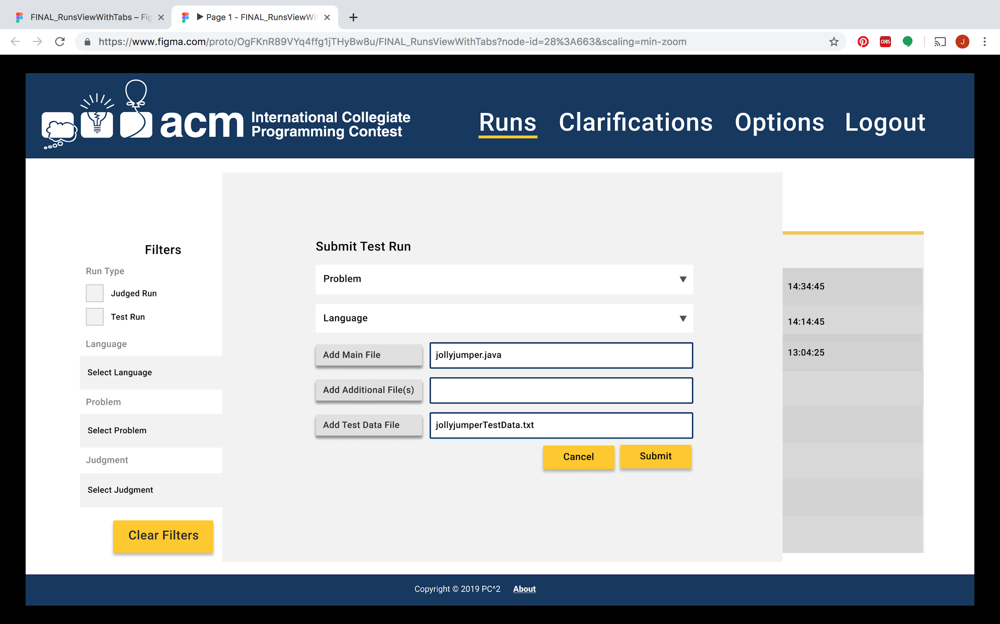 FINAL_RunsViewWithTabs – Fig
▶ Page 1 - FINAL_RunsViewWit
https://www.figma.com/proto/OgFKnR89VYq4ffg1jTHyBw8u/FINAL_RunsViewWithTabs?node-id=28%3A663&scaling=min-zoom
CORS
J
acm International Collegiate
Programming Contest
Runs Clarifications Options Logout
Filters
Run Type
Judged Run
Test Run
Language
Select Language
Problem
Select Problem
Judgment
Select Judgment
Clear Filters
Submit Test Run
Problem
Language
Add Main File jollyjumper.java
Add Additional File(s)
Add Test Data File jollyjumperTestData.txt
Cancel Submit
14:34:45
14:14:45
13:04:25
Copyright © 2019 PC^2 About